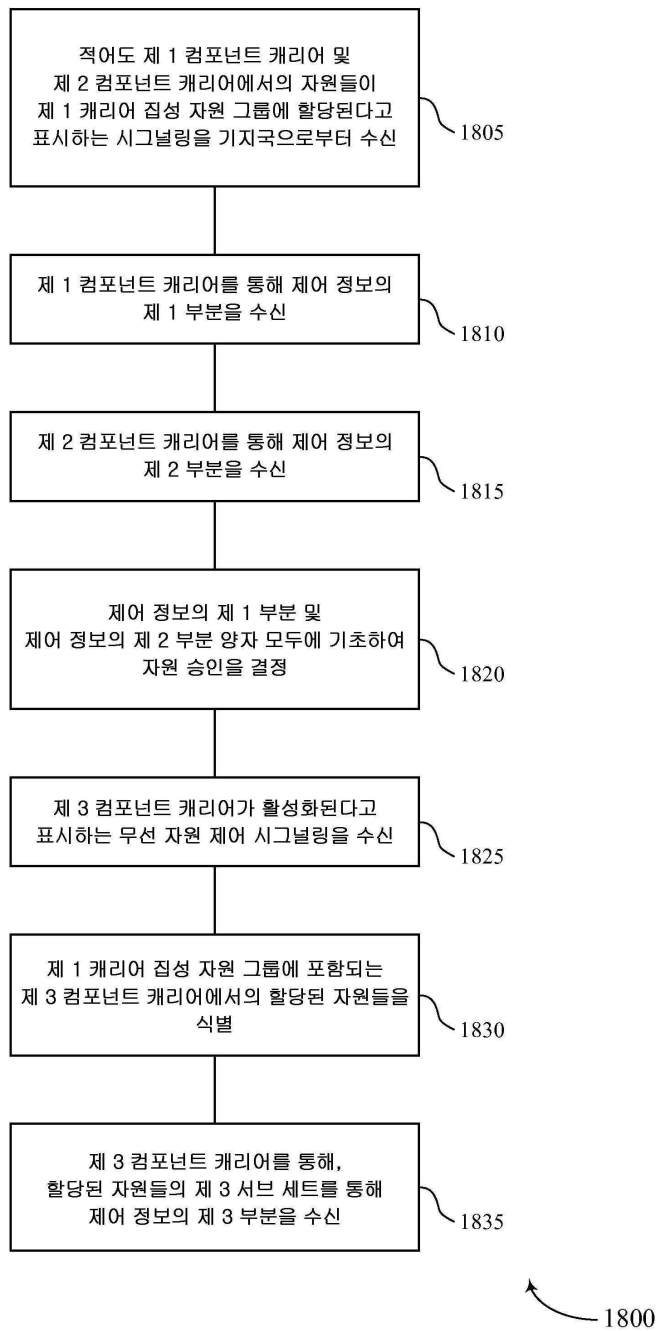 적어도 제 1 컴포넌트 캐리어 및
제 2 컴포넌트 캐리어에서의 자원들이
제 1 캐리어 집성 자원 그룹에 할당된다고
표시하는 시그널링을 기지국으로부터 수신
1805
제 1 컴포넌트 캐리어를 통해 제어 정보의
제 1 부분을 수신
1810
제 2 컴포넌트 캐리어를 통해 제어 정보의
제 2 부분을 수신
1815
제어 정보의 제 1 부분 및
제어 정보의 제 2 부분 양자 모두에 기초하여
자원 승인을 결정
1820
제 3 컴포넌트 캐리어가 활성화된다고
표시하는 무선 자원 제어 시그널링을 수신
1825
제 1 캐리어 집성 자원 그룹에 포함되는
제 3 컴포넌트 캐리어에서의 할당된 자원들을
식별
1830
제 3 컴포넌트 캐리어를 통해,
할당된 자원들의 제 3 서브 세트를 통해
제어 정보의 제 3 부분을 수신
1835
1800